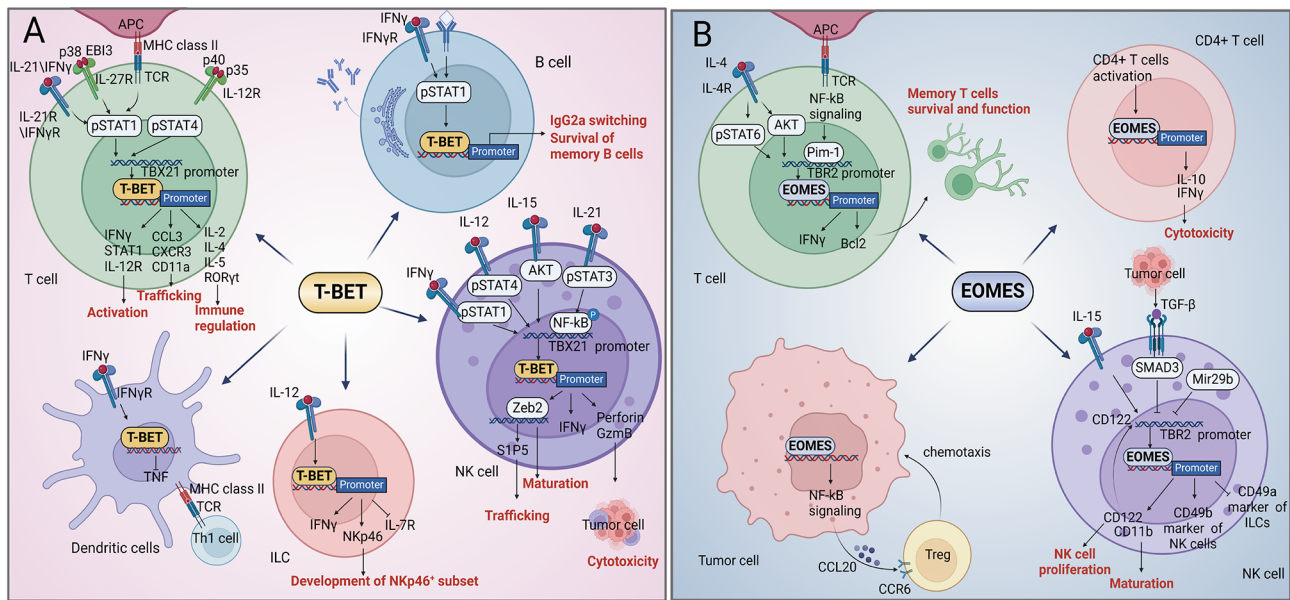 A
APC
MHC class II
TCR
p38 EBI3
IL-27R
IL-21\IFNγ
IL-21R
\IFNγR
p40
p35
IL-12R
pSTAT1
pSTAT4
TBX21 promoter
T-BET
Promoter
IFNγ
STAT1
IL-12R
CCL3
CXCR3
CD11a
IL-2
IL-4
IL-5
RORγt
T cell
Activation
Trafficking
Immune
regulation
IFNγ
IFNγR
B cell
pSTAT1
T-BET
Promoter
IgG2a switching
Survival of
memory B cells
T-BET
IFNγ
IL-12
IL-15
IL-21
pSTAT1
pSTAT4
AKT
pSTAT3
NF-kB
P
TBX21 promoter
T-BET
Promoter
Zeb2
IFNγ
Perforin
GzmB
S1P5
NK cell
Maturation
Trafficking
Tumor cell
Cytotoxicity
IFNγ
IFNγR
T-BET
TNF
MHC class II
TCR
Th1 cell
Dendritic cells
IL-12
T-BET
Promoter
IFNγ
NKp46
IL-7R
ILC
Development of NKp46⁺ subset
B
APC
TCR
IL-4
IL-4R
NF-kB
signaling
pSTAT6
AKT
Pim-1
TBR2 promoter
EOMES
Promoter
IFNγ
Bcl2
T cell
Memory T cells
survival and function
CD4+ T cell
CD4+ T cells
activation
EOMES
Promoter
IL-10
IFNγ
Cytotoxicity
EOMES
Tumor cell
TGF-β
IL-15
SMAD3
Mir29b
CD122
TBR2 promoter
EOMES
Promoter
CD122
CD11b
CD49b
marker of
NK cells
CD49a
marker of
ILCs
NK cell
proliferation
Maturation
NK cell
EOMES
NF-kB
signaling
Tumor cell
chemotaxis
CCL20
CCR6
Treg